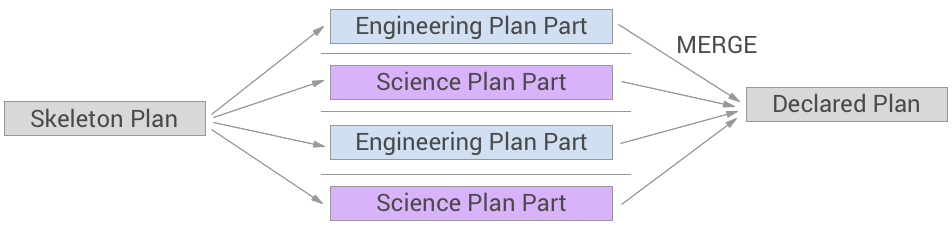 Skeleton Plan
Engineering Plan Part
Science Plan Part
Engineering Plan Part
Science Plan Part
MERGE
Declared Plan